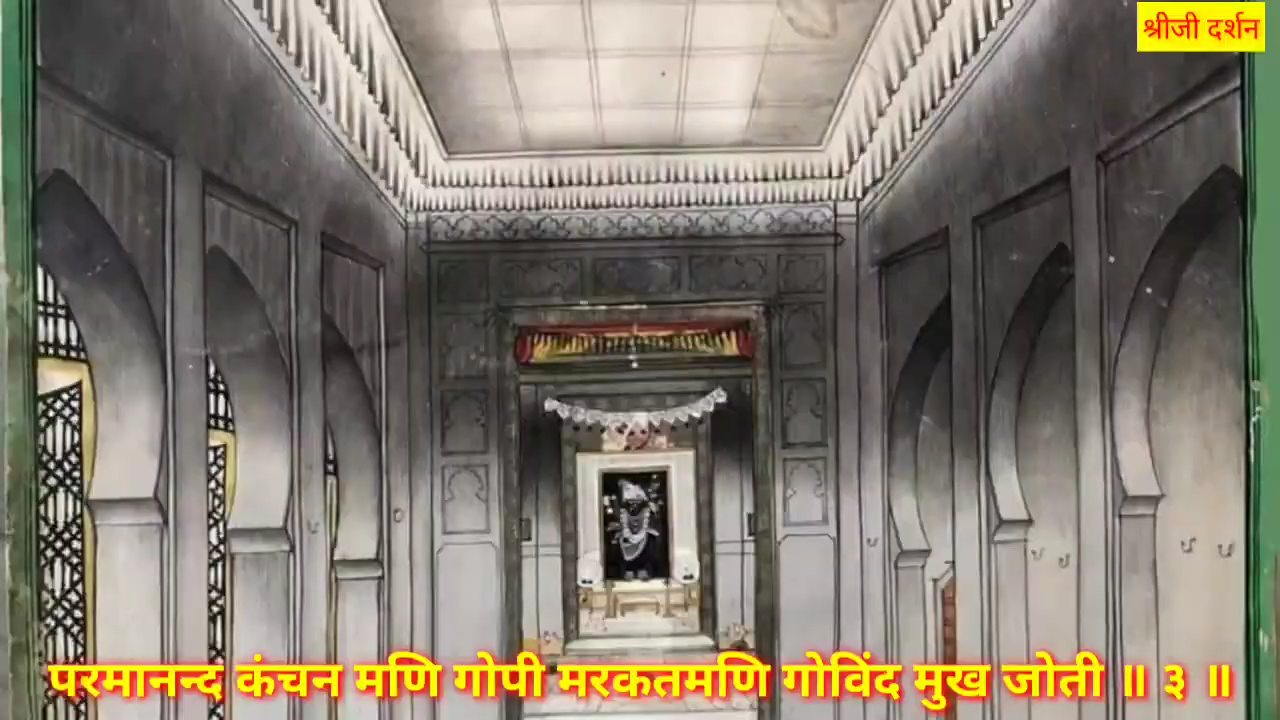 श्रीजी दर्शन
परमानन्द कंचन मणि गोपी मरकतमणि गोविंद मुख जोती ॥ ३ ॥